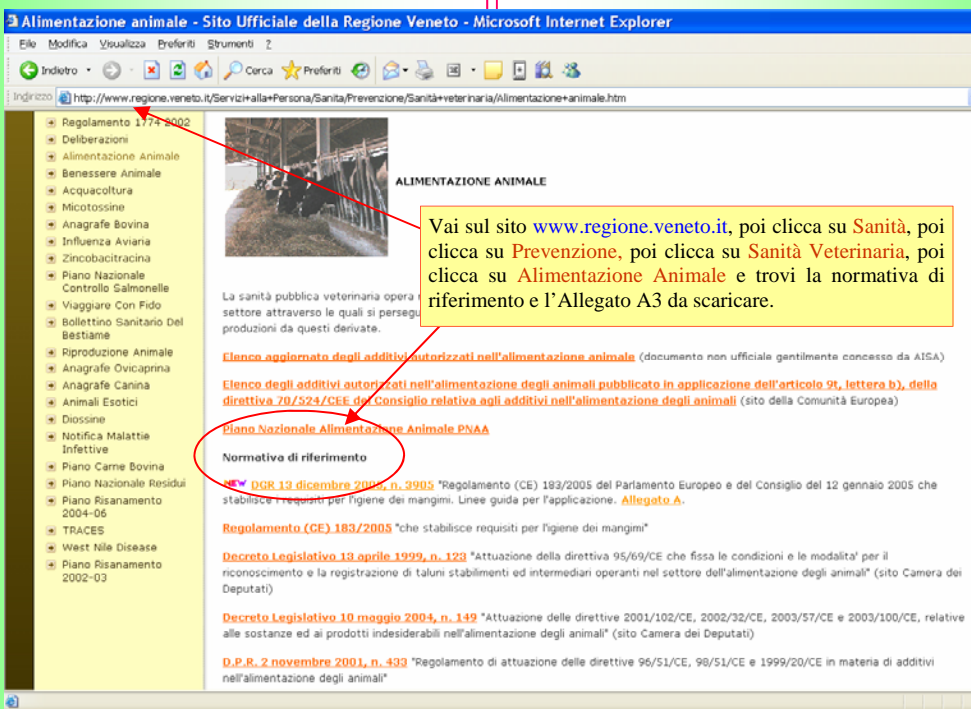 Alimentazione animale - Sito Ufficiale della Regione Veneto - Microsoft Internet Explorer
File Modifica Visualizza Preferiti Strumenti ?
Indietro Cerca Preferiti
Indirizzo http://www.regione.veneto.it/Servizi+alla+Persona/Sanita/Prevenzione/Sanità+veterinaria/Alimentazione+animale.htm
Regolamento 1774 2002
Deliberazioni
Alimentazione Animale
Benessere Animale
Acquacoltura
Micotossine
Anagrafe Bovina
Influenza Aviaria
Zincobacitracina
Piano Nazionale
Controllo Salmonelle
Viaggiare Con Fido
Bollettino Sanitario Del
Bestiame
Riproduzione Animale
Anagrafe Ovicaprina
Anagrafe Canina
Animali Esotici
Diossine
Notifica Malattie
Infettive
Piano Carne Bovina
Piano Nazionale Residui
Piano Risanamento
2004-06
TRACES
West Nile Disease
Piano Risanamento
2002-03
ALIMENTAZIONE ANIMALE
Vai sul sito www.regione.veneto.it, poi clicca su Sanità, poi
clicca su Prevenzione, poi clicca su Sanità Veterinaria, poi
clicca su Alimentazione Animale e trovi la normativa di
riferimento e l'Allegato A3 da scaricare.
La sanità pubblica veterinaria opera
settore attraverso le quali si persegu
produzioni da questi derivate.
Elenco aggiornato degli additivi autorizzati nell'alimentazione animale (documento non ufficiale gentilmente concesso da AISA)
Elenco degli additivi autorizzati nell'alimentazione degli animali pubblicato in applicazione dell'articolo 9t, lettera b), della
direttiva 70/524/CEE del Consiglio relativa agli additivi nell'alimentazione degli animali (sito della Comunità Europea)
Piano Nazionale Alimentazione Animale PNAA
Normativa di riferimento
NEW DGR 13 dicembre 2005, n. 3905 "Regolamento (CE) 183/2005 del Parlamento Europeo e del Consiglio del 12 gennaio 2005 che
stabilisce i requisiti per l'igiene dei mangimi. Linee guida per l'applicazione. Allegato A.
Regolamento (CE) 183/2005 "che stabilisce requisiti per l'igiene dei mangimi"
Decreto Legislativo 13 aprile 1999, n. 123 "Attuazione della direttiva 95/69/CE che fissa le condizioni e le modalita' per il
riconoscimento e la registrazione di taluni stabilimenti ed intermediari operanti nel settore dell'alimentazione degli animali" (sito Camera dei
Deputati)
Decreto Legislativo 10 maggio 2004, n. 149 "Attuazione delle direttive 2001/102/CE, 2002/32/CE, 2003/57/CE e 2003/100/CE, relative
alle sostanze ed ai prodotti indesiderabili nell'alimentazione degli animali" (sito Camera dei Deputati)
D.P.R. 2 novembre 2001, n. 433 "Regolamento di attuazione delle direttive 96/51/CE, 98/51/CE e 1999/20/CE in materia di additivi
nell'alimentazione degli animali"